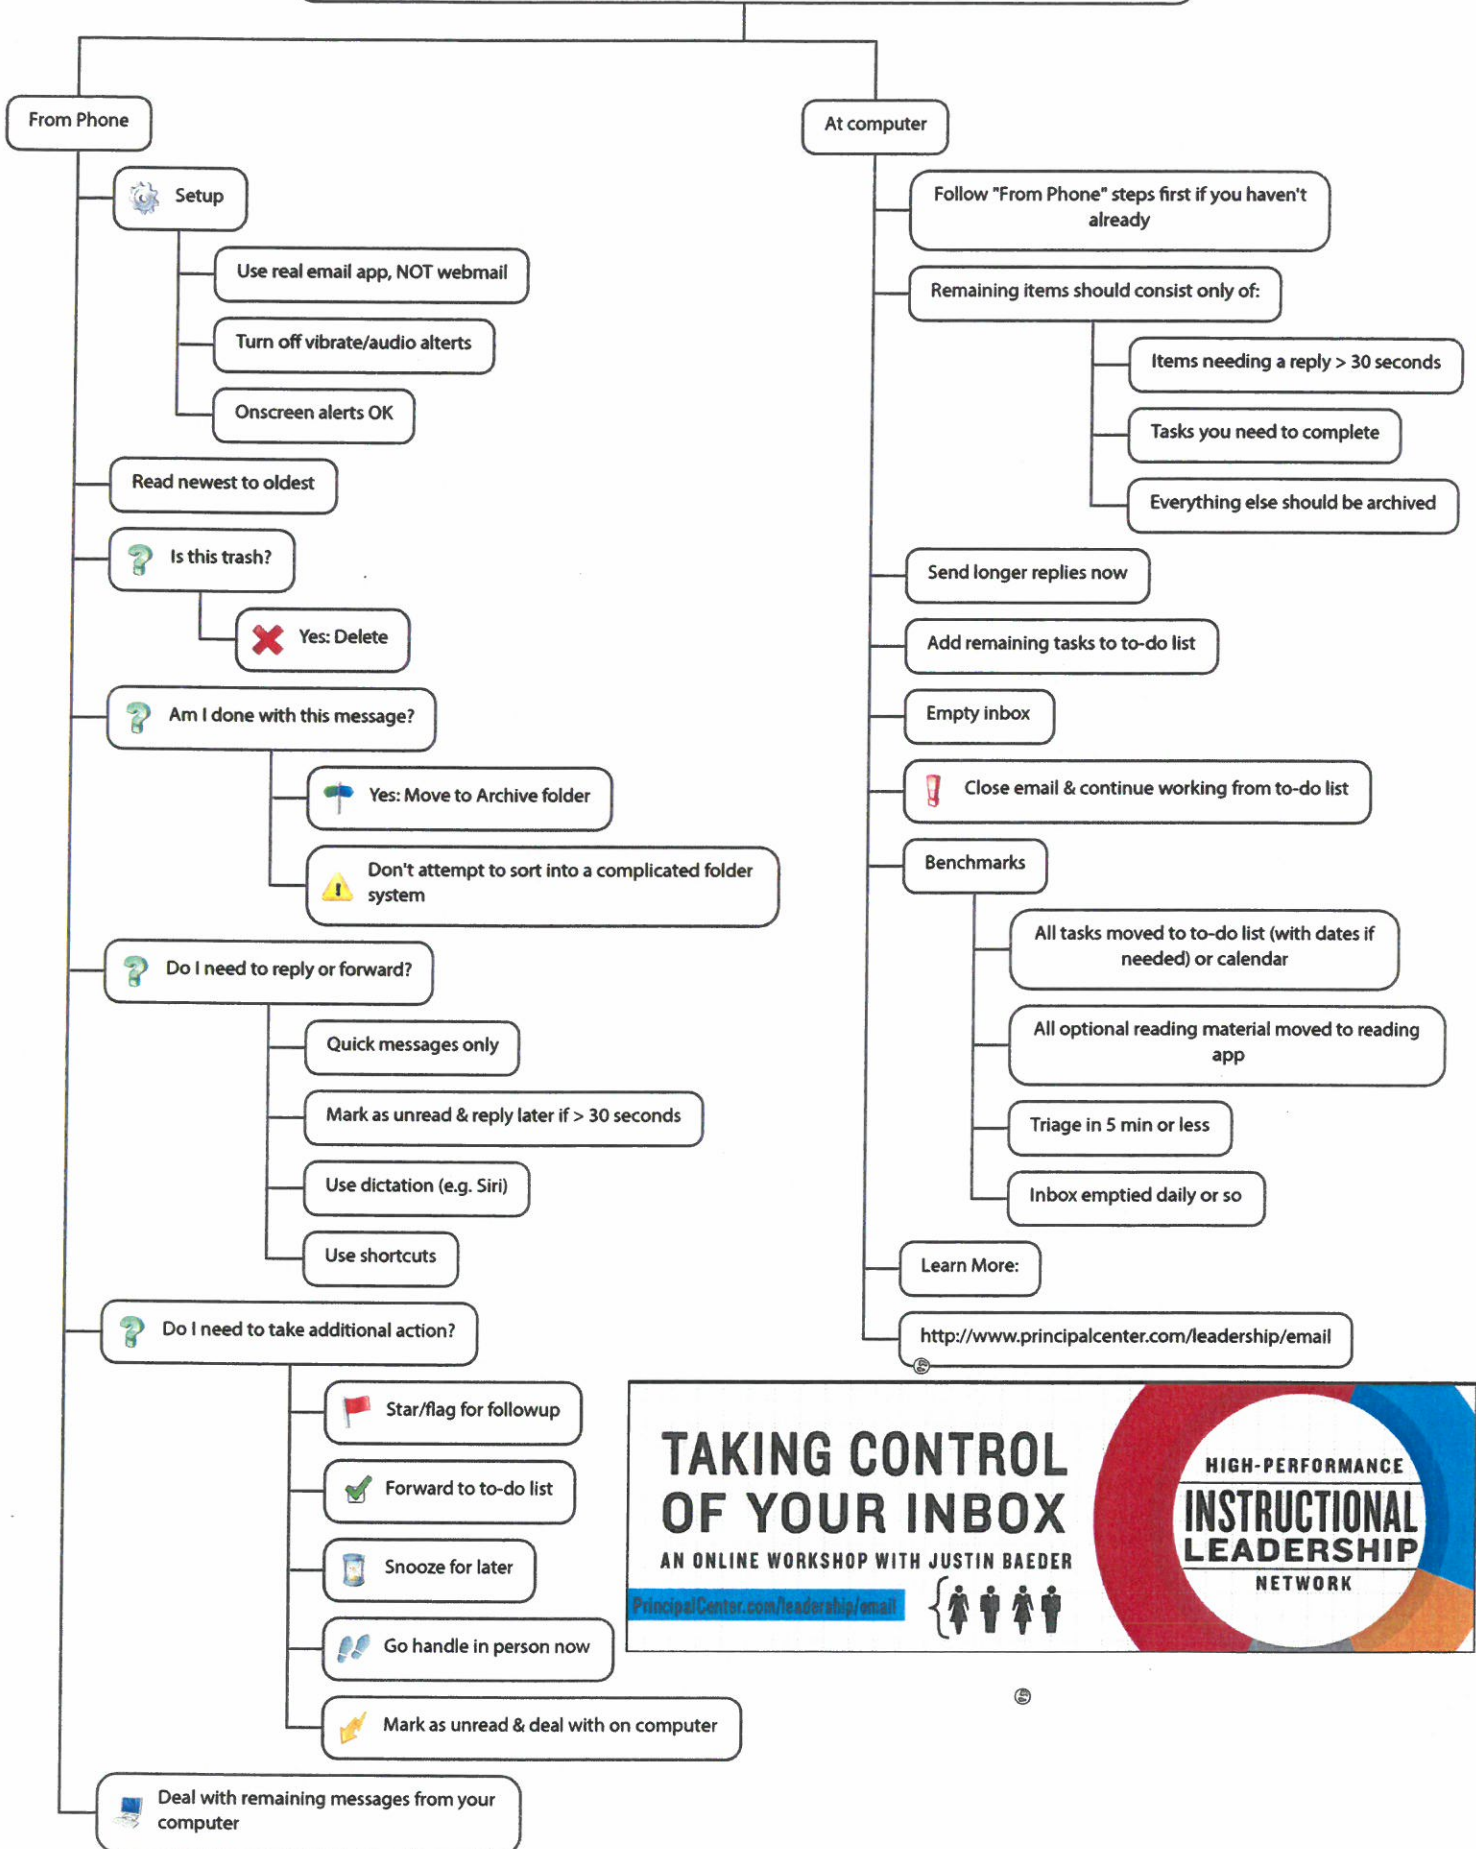 From Phone
Setup
Use real email app, NOT webmail
Turn off vibrate/audio alterts
Onscreen alerts OK
Read newest to oldest
Is this trash?
Yes: Delete
Am I done with this message?
Yes: Move to Archive folder
Don't attempt to sort into a complicated folder
system
Do I need to reply or forward?
Quick messages only
Mark as unread & reply later if > 30 seconds
Use dictation (e.g. Siri)
Use shortcuts
Do I need to take additional action?
Star/flag for followup
Forward to to-do list
Snooze for later
Go handle in person now
Mark as unread & deal with on computer
Deal with remaining messages from your
computer
At computer
Follow "From Phone" steps first if you haven't
already
Remaining items should consist only of:
Items needing a reply > 30 seconds
Tasks you need to complete
Everything else should be archived
Send longer replies now
Add remaining tasks to to-do list
Empty inbox
Close email & continue working from to-do list
Benchmarks
All tasks moved to to-do list (with dates if
needed) or calendar
All optional reading material moved to reading
app
Triage in 5 min or less
Inbox emptied daily or so
Learn More:
http://www.principalcenter.com/leadership/email
TAKING CONTROL
OF YOUR INBOX
AN ONLINE WORKSHOP WITH JUSTIN BAEDER
PrincipalCenter.com/leadership/email
HIGH-PERFORMANCE
INSTRUCTIONAL
LEADERSHIP
NETWORK